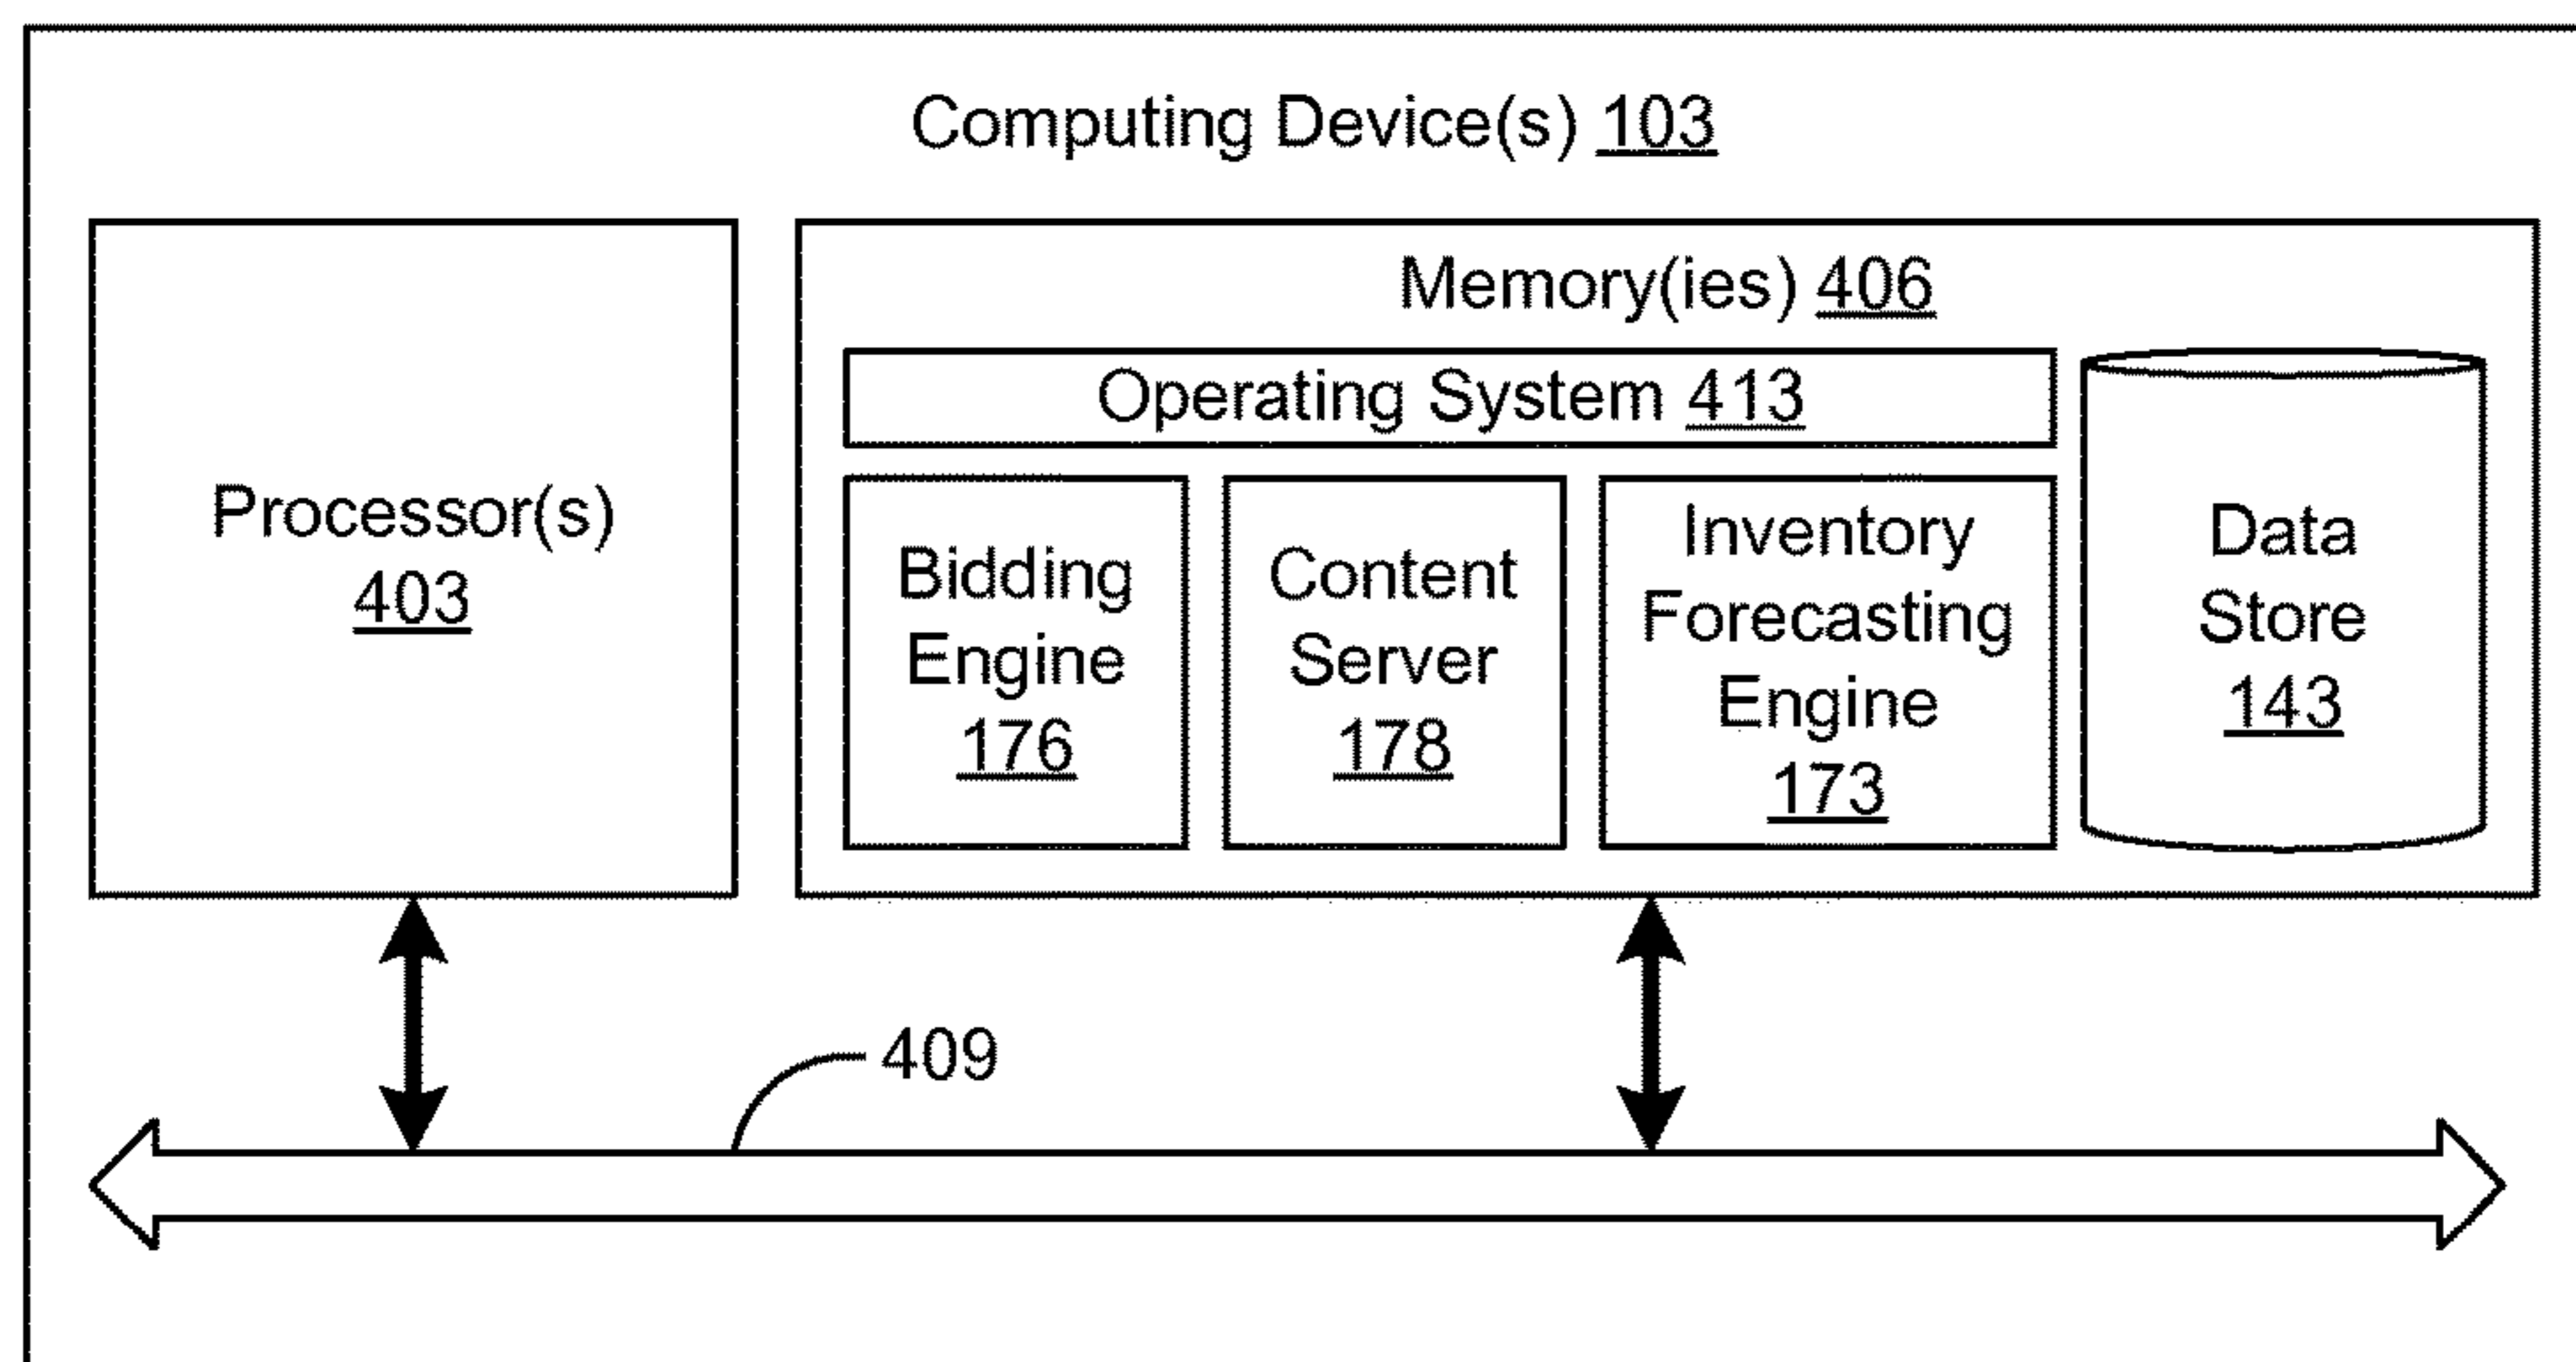 Computing Device(s) 103
Processor(s)
403
Memory(ies) 406
Operating System 413
Bidding
Engine
176
Content
Server
178
Inventory
Forecasting
Engine
173
Data
Store
143
409